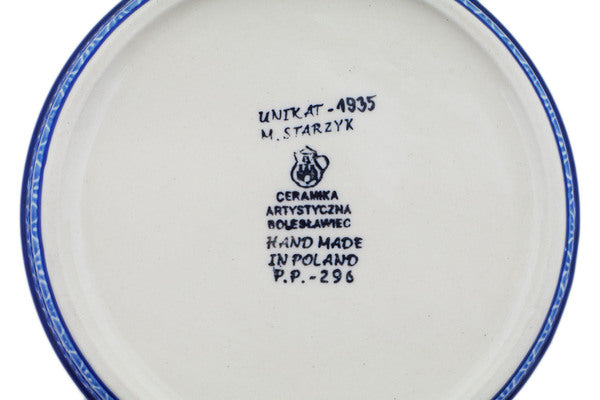 UNIKAT-1935
M. STARZYK
CERAMIKA
ARTYSTYCZNA
BOLESŁAWIEC
HAND MADE
IN POLAND
P.P.-296